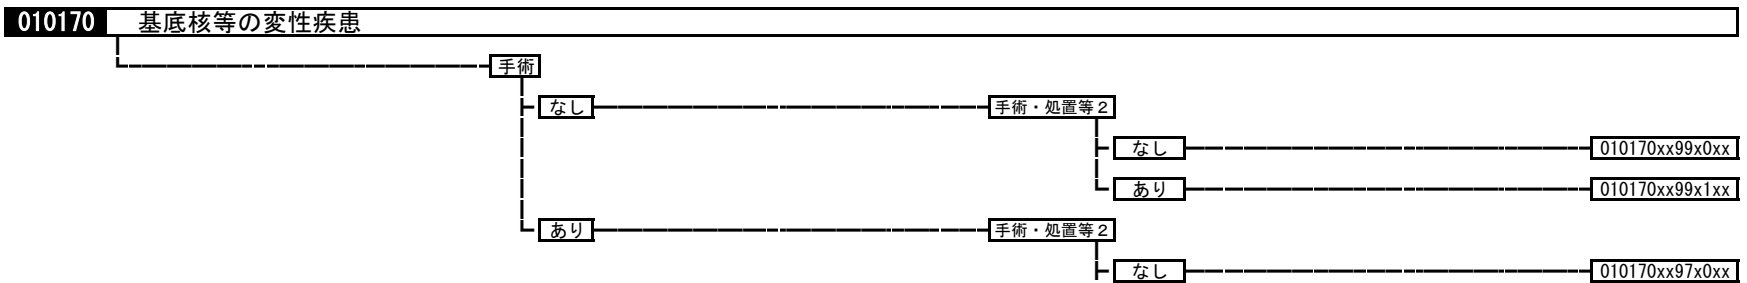 010170 基底核等の変性疾患
手術
なし 手術・処置等２
なし 010170xx99x0xx
あり 010170xx99x1xx
あり 手術・処置等２
なし 010170xx97x0xx